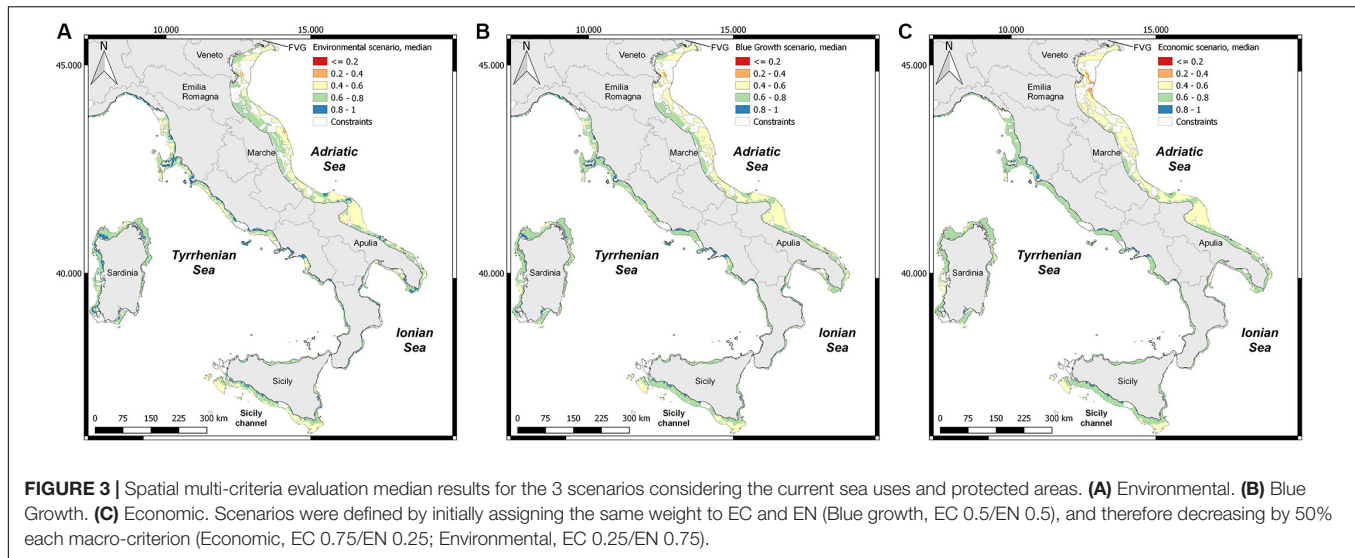 A
10.000
15.000
45.000
40.000
N
FVG
Environmental scenario, median
<= 0.2
0.2 - 0.4
0.4 - 0.6
0.6 - 0.8
0.8 - 1
Constraints
Veneto
Emilia
Romagna
Marche
Adriatic
Sea
Apulia
Sardinia
Tyrrhenian
Sea
Ionian
Sea
Sicily
Sicily
channel
0 75 150 225 300 km
B
10.000
15.000
45.000
40.000
N
FVG
Blue Growth scenario, median
<= 0.2
0.2 - 0.4
0.4 - 0.6
0.6 - 0.8
0.8 - 1
Constraints
Veneto
Emilia
Romagna
Marche
Adriatic
Sea
Apulia
Sardinia
Tyrrhenian
Sea
Ionian
Sea
Sicily
Sicily
channel
0 75 150 225 300 km
C
10.000
15.000
45.000
40.000
N
FVG
Economic scenario, median
<= 0.2
0.2 - 0.4
0.4 - 0.6
0.6 - 0.8
0.8 - 1
Constraints
Veneto
Emilia
Romagna
Marche
Adriatic
Sea
Apulia
Sardinia
Tyrrhenian
Sea
Ionian
Sea
Sicily
Sicily
channel
0 75 150 225 300 km
FIGURE 3 | Spatial multi-criteria evaluation median results for the 3 scenarios considering the current sea uses and protected areas. (A) Environmental. (B) Blue
Growth. (C) Economic. Scenarios were defined by initially assigning the same weight to EC and EN (Blue growth, EC 0.5/EN 0.5), and therefore decreasing by 50%
each macro-criterion (Economic, EC 0.75/EN 0.25; Environmental, EC 0.25/EN 0.75).